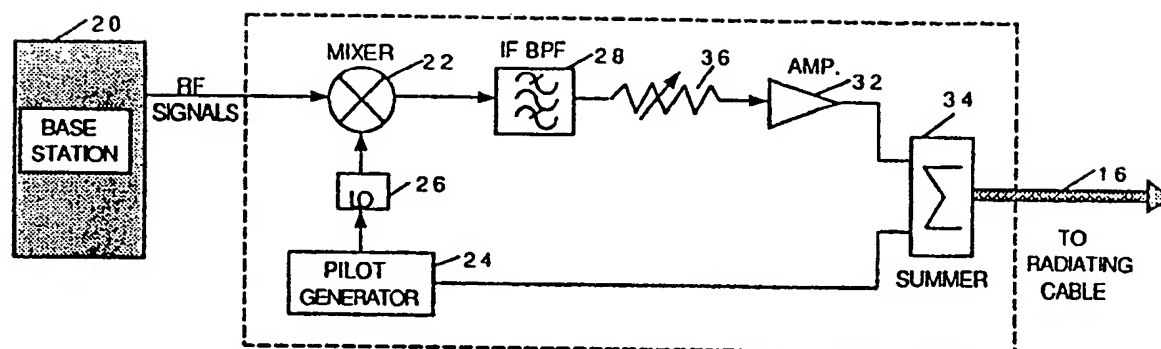 20
BASE
STATION
RF
SIGNALS
MIXER
22
IF BPF
28
36
AMP.
32
34
Σ
SUMMER
16
TO
RADIATING
CABLE
LO
26
PILOT
GENERATOR
24